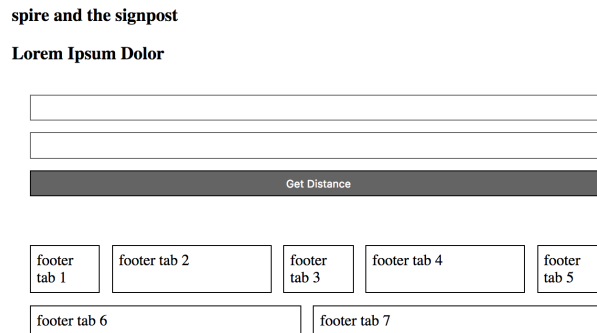 spire and the signpost
Lorem Ipsum Dolor
Get Distance
footer tab 1
footer tab 2
footer tab 3
footer tab 4
footer tab 5
footer tab 6
footer tab 7